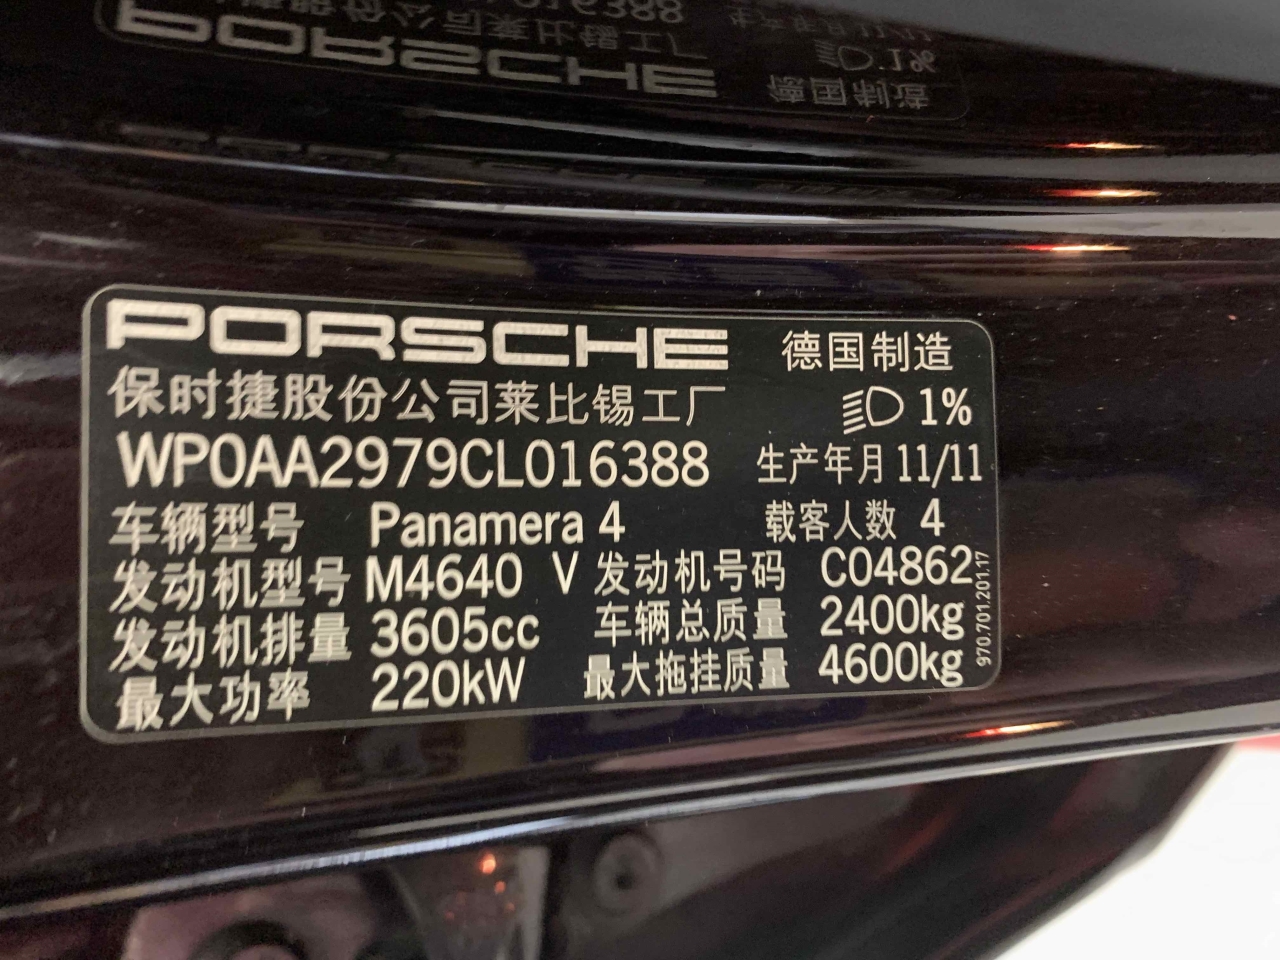 PORSCHE 德国制造
保时捷股份公司莱比锡工厂 1%
WP0AA2979CL016388 生产年月 11/11
车辆型号 Panamera 4 载客人数 4
发动机型号 M4640 V 发动机号码 C04862
发动机排量 3605cc 车辆总质量 2400kg
最大功率 220kW 最大拖挂质量 4600kg
970.701.201.17